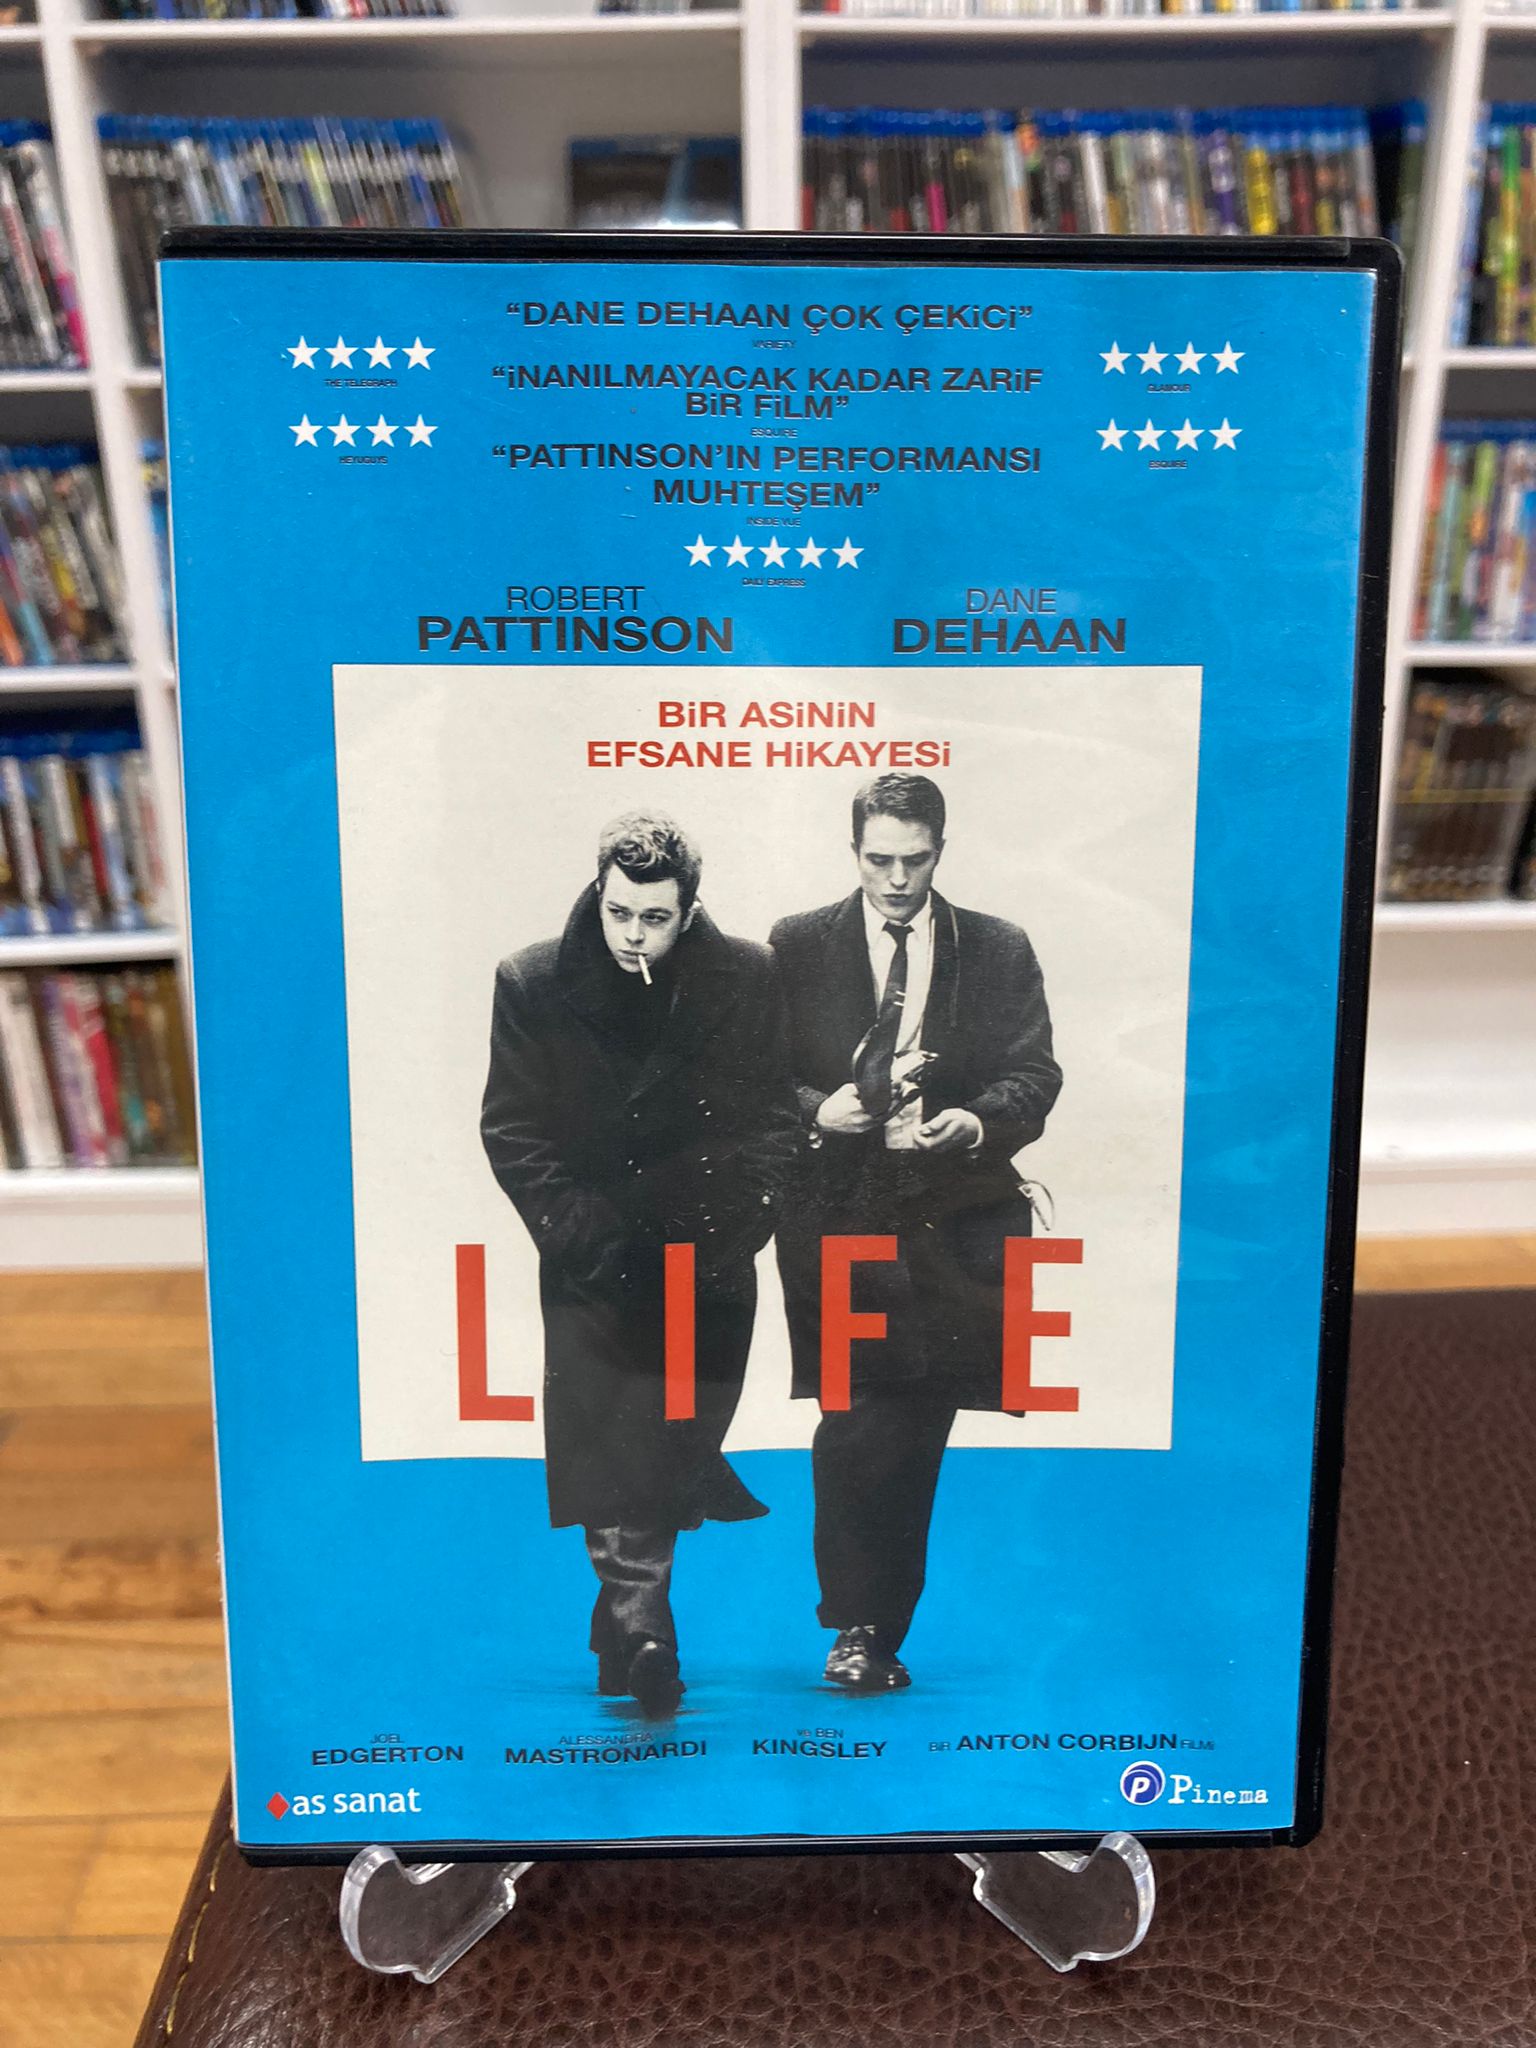 “DANE DEHAAN ÇOK ÇEKiCi”
VARIETY
★★★★
THE TELEGRAPH
★★★★
GLAMOUR
“iNANILMAYACAK KADAR ZARiF
BiR FiLM”
ESQUIRE
★★★★
HEYUGUYS
★★★★
ESQUIRE
“PATTINSON’IN PERFORMANSI
MUHTEŞEM”
INSIDE VUE
★★★★★
DAILY EXPRESS
ROBERT
PATTINSON
DANE
DEHAAN
BiR ASiNiN
EFSANE HiKAYESi
LIFE
JOEL
EDGERTON
ALESSANDRA
MASTRONARDI
ve BEN
KINGSLEY
BiR ANTON CORBIJN FiLMi
as sanat
P Pinema